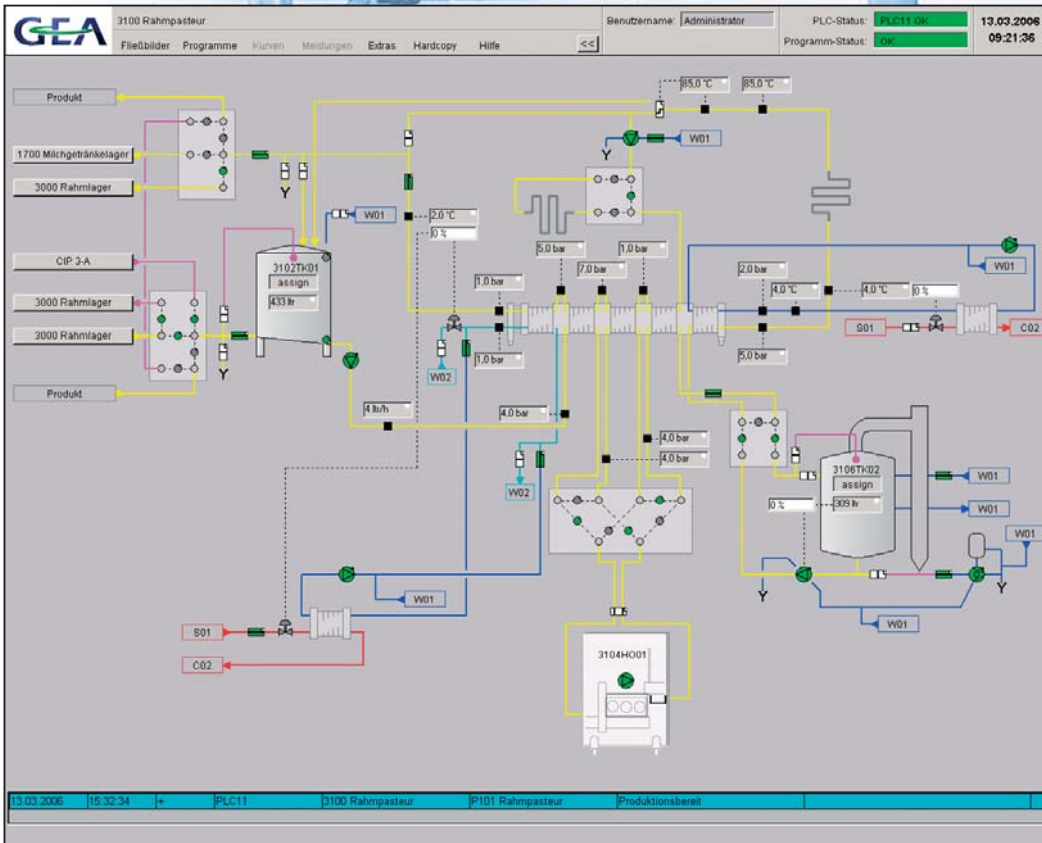 GEA
3100 Rahmpasteur
Benutzername: Administrator
PLC-Status: PLC11 OK
13.03.2006
Fließbilder Programme Kurven Meldungen Extras Hardcopy Hilfe <<
Programm-Status: OK
09:21:36
Produkt
1700 Milchgetränkelager
3000 Rahmlager
CIP 3-A
3000 Rahmlager
3000 Rahmlager
Produkt
85,0 °C
85,0 °C
W01
Y
Y
W01
2,0 °C
0 %
3102TK01
assign
433 ltr
Y
5,0 bar
1,0 bar
7,0 bar
1,0 bar
2,0 bar
4,0 °C
4,0 °C
0 %
W01
S01
C02
1,0 bar
5,0 bar
W02
4 ltr/h
4,0 bar
4,0 bar
4,0 bar
W02
3106TK02
assign
309 ltr
0 %
W01
W01
W01
Y
Y
W01
W01
S01
C02
3104HO01
13.03.2006 15:32:34 + PLC11 3100 Rahmpasteur P101 Rahmpasteur Produktionsbereit